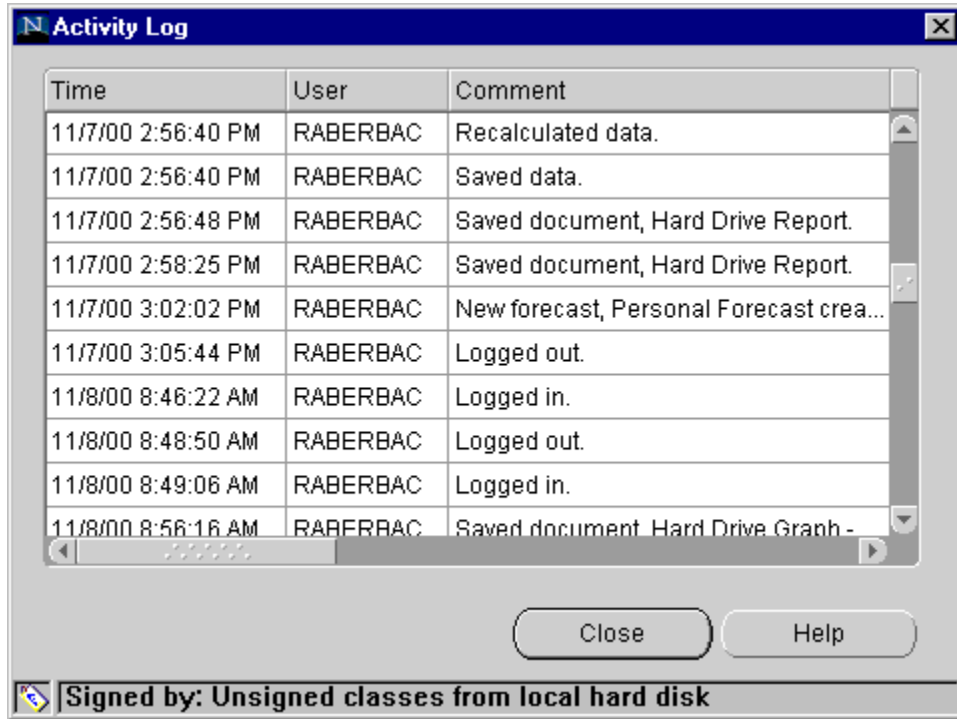 N Activity Log
Time User Comment
11/7/00 2:56:40 PM RABERBAC Recalculated data.
11/7/00 2:56:40 PM RABERBAC Saved data.
11/7/00 2:56:48 PM RABERBAC Saved document, Hard Drive Report.
11/7/00 2:58:25 PM RABERBAC Saved document, Hard Drive Report.
11/7/00 3:02:02 PM RABERBAC New forecast, Personal Forecast crea...
11/7/00 3:05:44 PM RABERBAC Logged out.
11/8/00 8:46:22 AM RABERBAC Logged in.
11/8/00 8:48:50 AM RABERBAC Logged out.
11/8/00 8:49:06 AM RABERBAC Logged in.
11/8/00 8:56:16 AM RABERBAC Saved document, Hard Drive Graph -
Close Help
Signed by: Unsigned classes from local hard disk